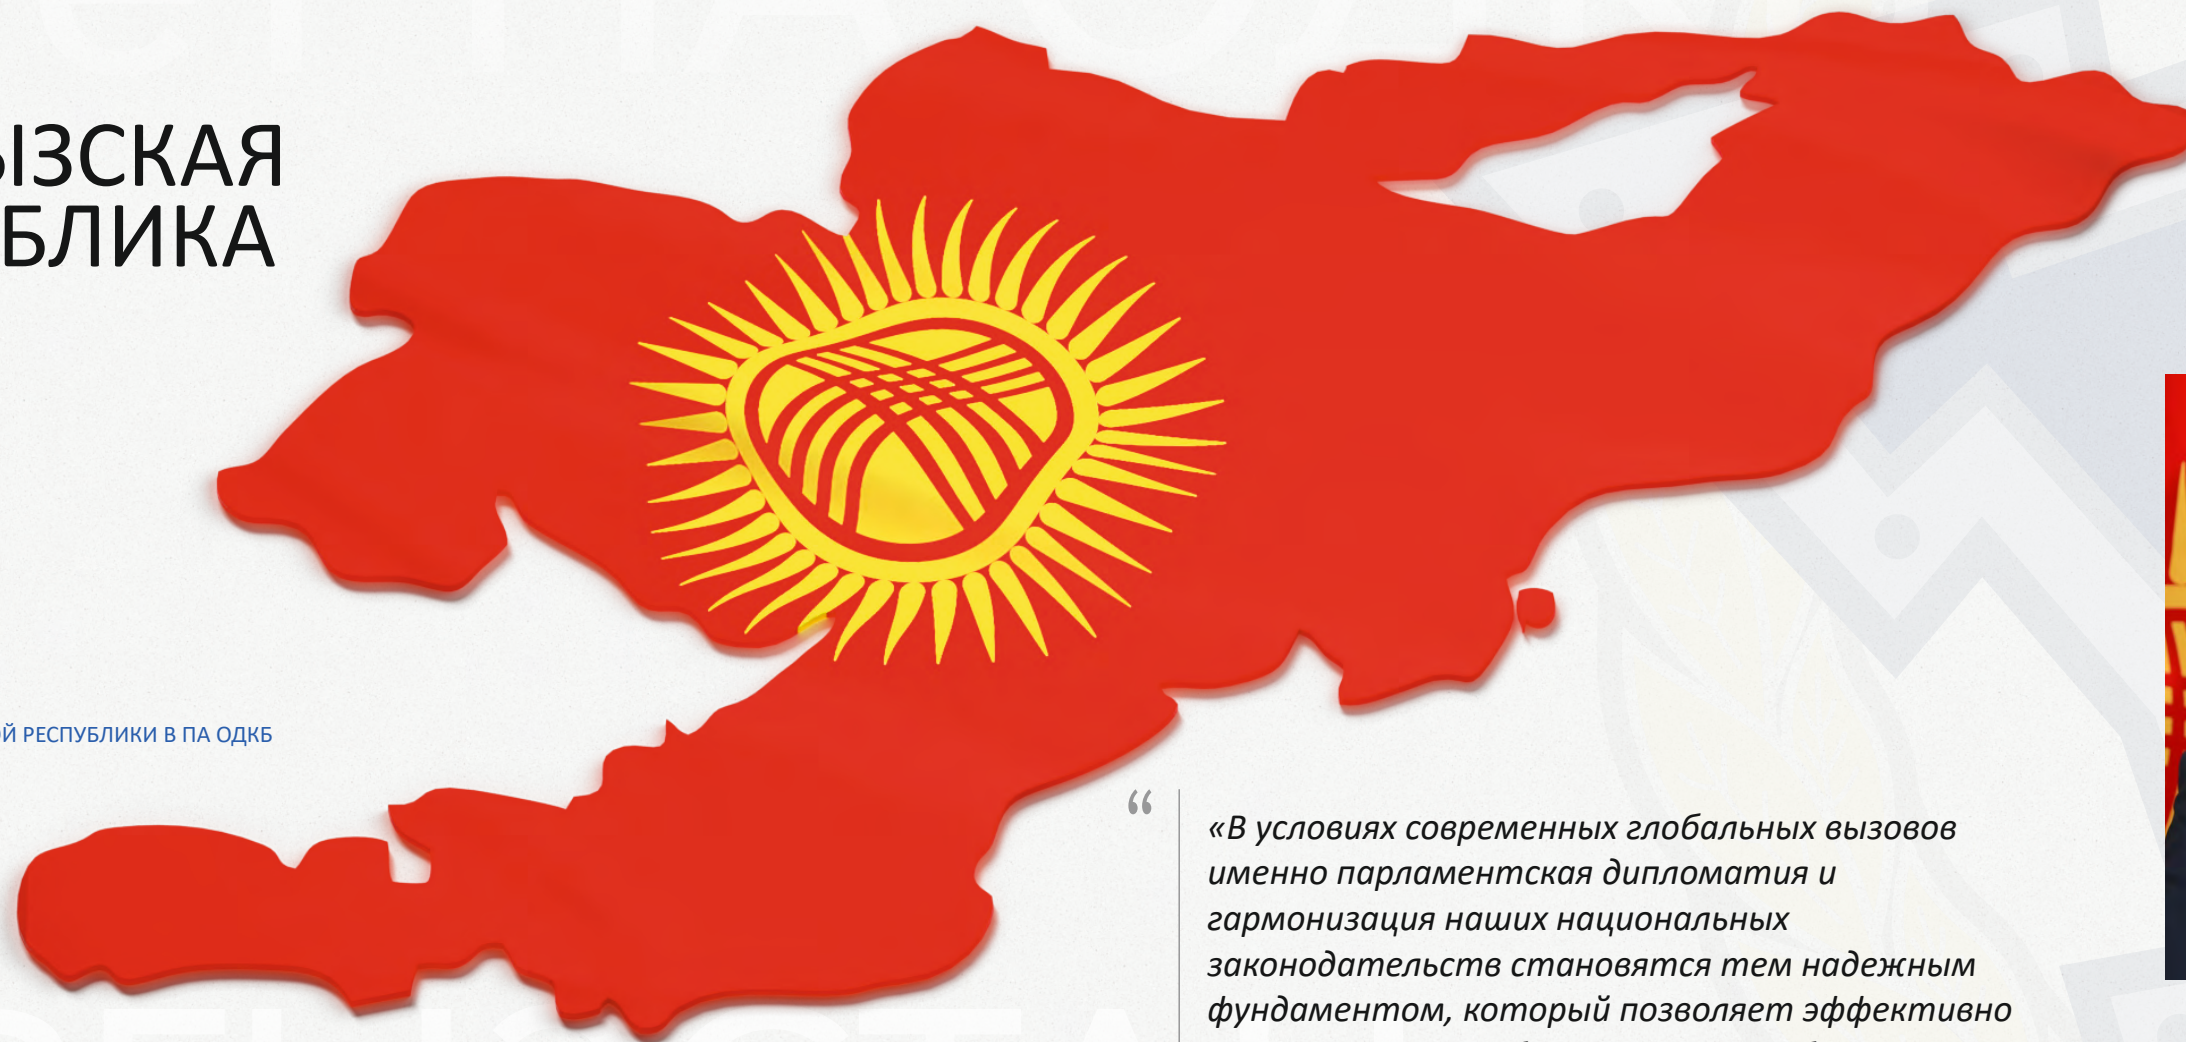 ЫЗСКАЯ
БЛИКА
Й РЕСПУБЛИКИ В ПА ОДКБ
“
«В условиях современных глобальных вызовов
именно парламентская дипломатия и
гармонизация наших национальных
законодательств становятся тем надежным
фундаментом, который позволяет эффективно